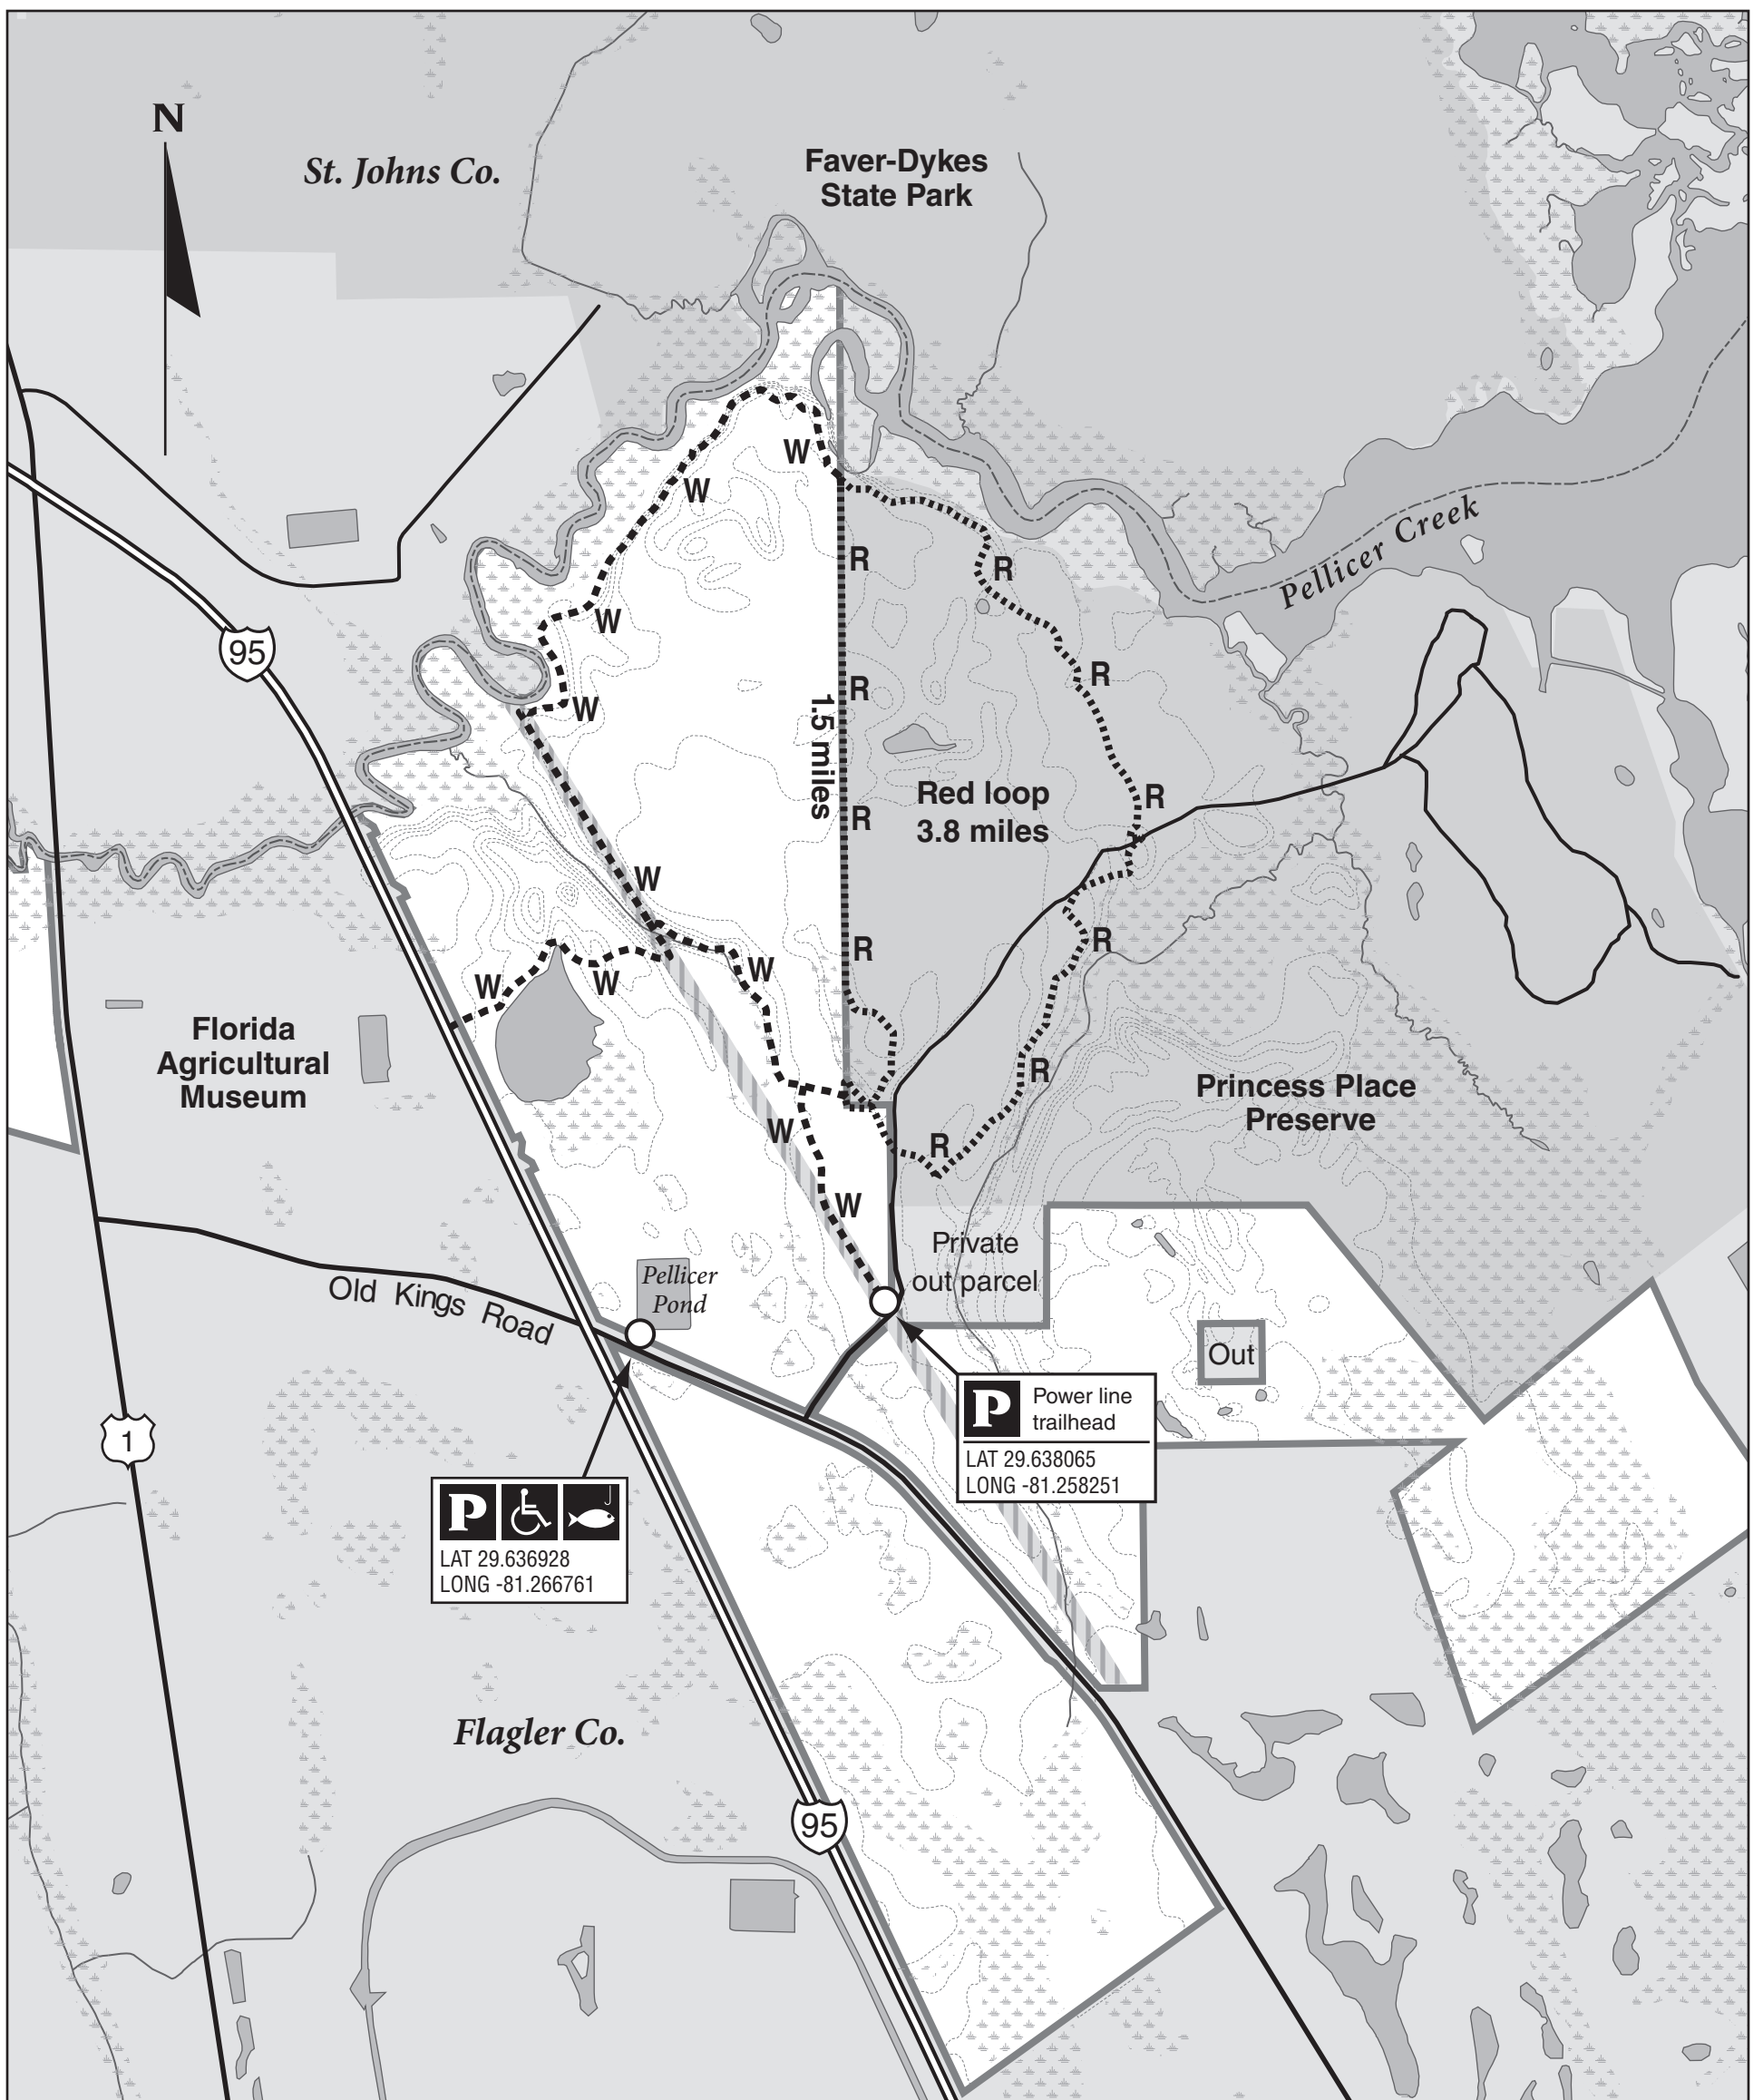 N
St. Johns Co.
Faver-Dykes
State Park
W
W
R
R
Pellicer Creek
W
95
R
R
W
1.5 miles
Red loop
3.8 miles
R
R
W
R
R
W
W
W
Florida
Agricultural
Museum
R
Princess Place
Preserve
W
R
W
Private
out parcel
Pellicer
Pond
Old Kings Road
Out
P
Power line
trailhead
LAT 29.638065
LONG -81.258251
1
P
LAT 29.636928
LONG -81.266761
Flagler Co.
95